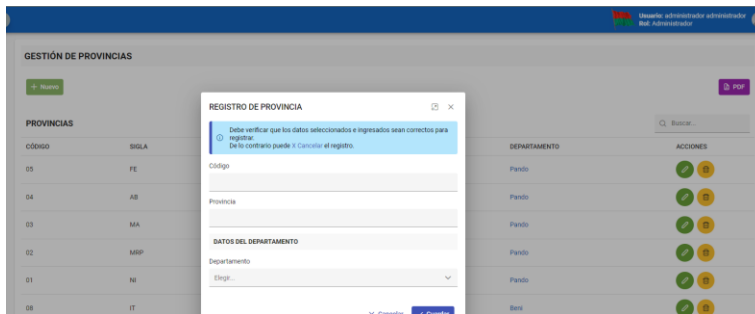 Usuario: administrador administrador
Rol: Administrador
GESTIÓN DE PROVINCIAS
+ Nuevo
PDF
REGISTRO DE PROVINCIA
Debe verificar que los datos seleccionados e ingresados sean correctos para
registrar.
De lo contrario puede X Cancelar el registro.
PROVINCIAS
Buscar...
CÓDIGO SIGLA DEPARTAMENTO ACCIONES
Código
05 FE Pando
04 AB Pando
Provincia
03 MA Pando
DATOS DEL DEPARTAMENTO
02 MRP Pando
Departamento
Elegir...
01 NI Pando
08 IT Beni
Cancelar
Guardar